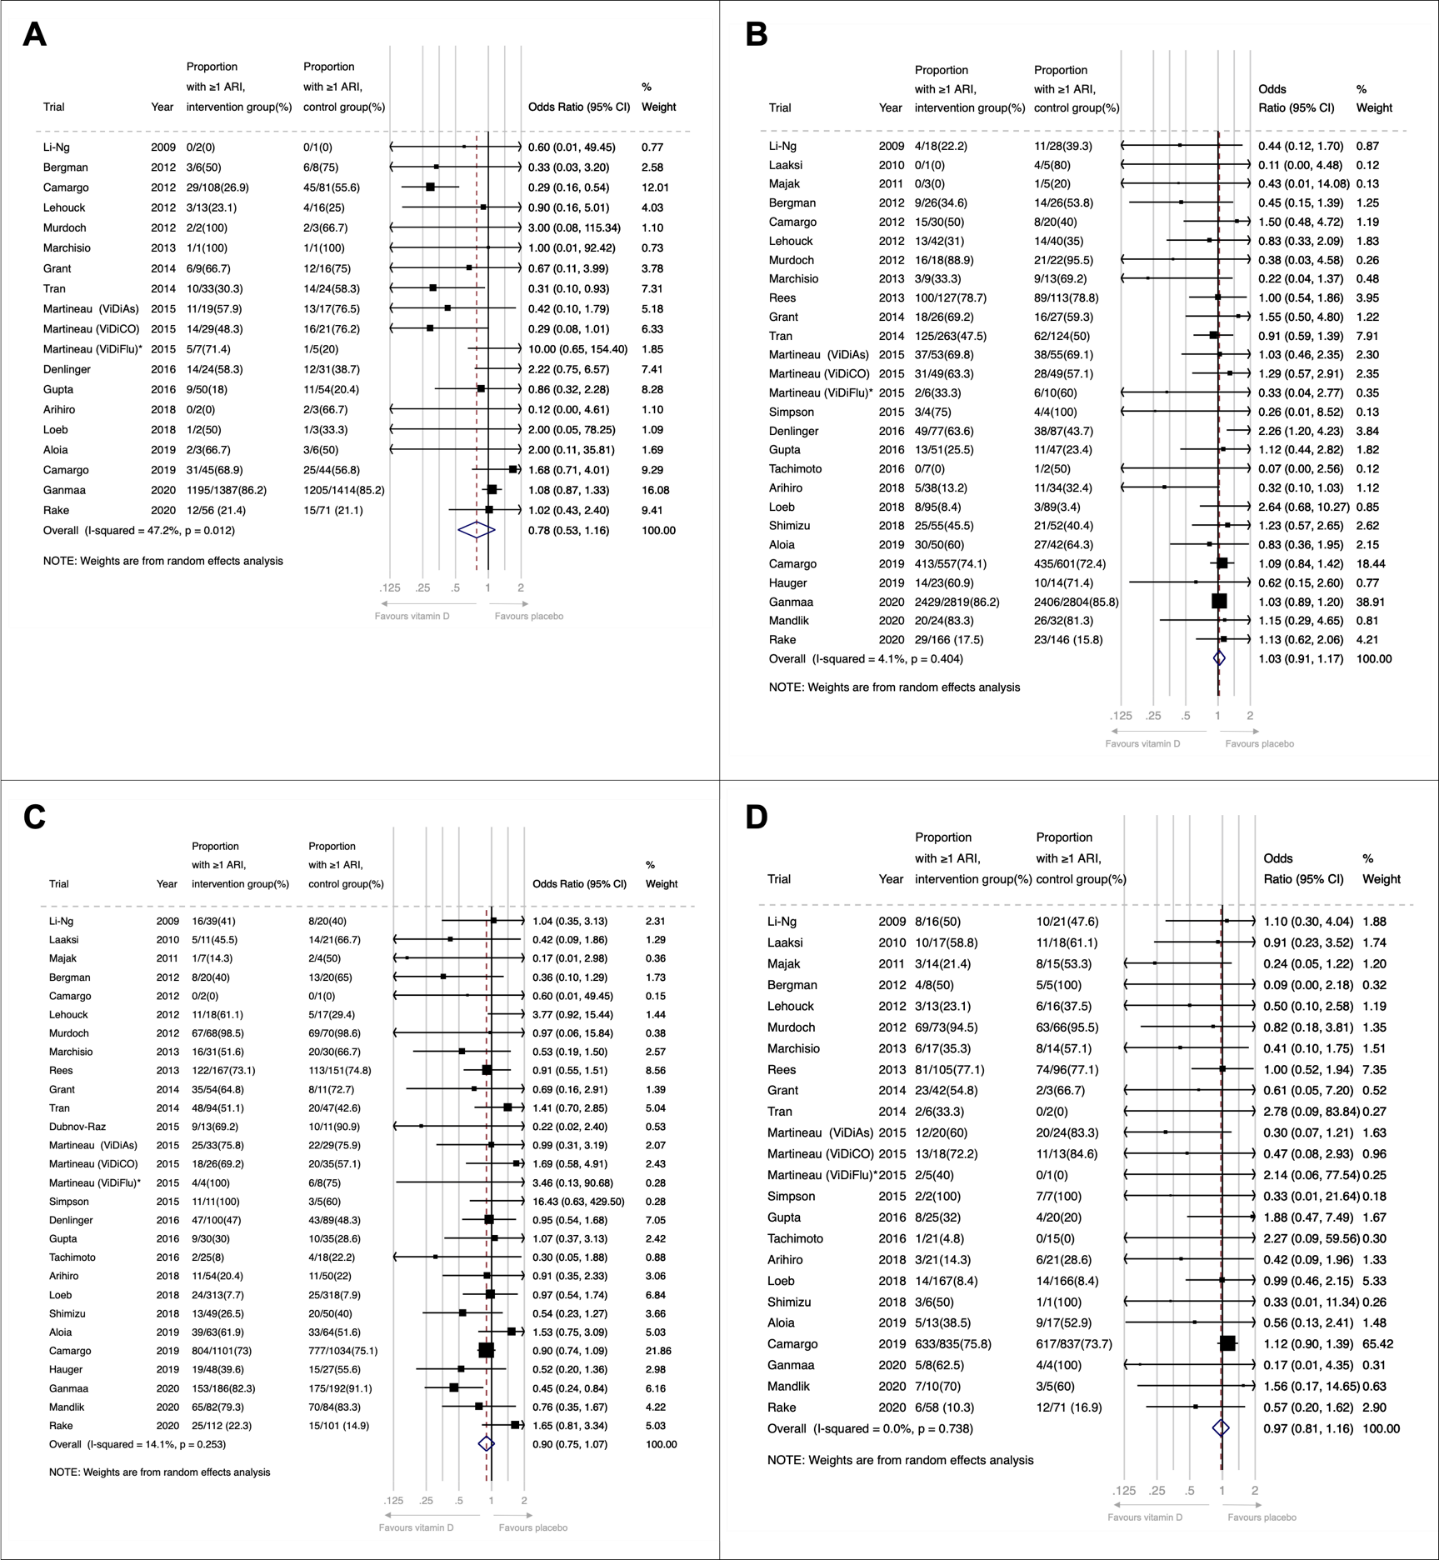 A
Proportion Proportion
with ≥1 ARI, with ≥1 ARI, %
Trial Year intervention group(%) control group(%) Odds Ratio (95% CI) Weight
Li-Ng 2009 0/2(0) 0/1(0) 0.60 (0.01, 49.45) 0.77
Bergman 2012 3/6(50) 6/8(75) 0.33 (0.03, 3.20) 2.58
Camargo 2012 29/108(26.9) 45/81(55.6) 0.29 (0.16, 0.54) 12.01
Lehouck 2012 3/13(23.1) 4/16(25) 0.90 (0.16, 5.01) 4.03
Murdoch 2012 2/2(100) 2/3(66.7) 3.00 (0.08, 115.34) 1.10
Marchisio 2013 1/1(100) 1/1(100) 1.00 (0.01, 92.42) 0.73
Grant 2014 6/9(66.7) 12/16(75) 0.67 (0.11, 3.99) 3.78
Tran 2014 10/33(30.3) 14/24(58.3) 0.31 (0.10, 0.93) 7.31
Martineau (ViDiAs) 2015 11/19(57.9) 13/17(76.5) 0.42 (0.10, 1.79) 5.18
Martineau (ViDiCO) 2015 14/29(48.3) 16/21(76.2) 0.29 (0.08, 1.01) 6.33
Martineau (ViDiFlu)* 2015 5/7(71.4) 1/5(20) 10.00 (0.65, 154.40) 1.85
Denlinger 2016 14/24(58.3) 12/31(38.7) 2.22 (0.75, 6.57) 7.41
Gupta 2016 9/50(18) 11/54(20.4) 0.86 (0.32, 2.28) 8.28
Arihiro 2018 0/2(0) 2/3(66.7) 0.12 (0.00, 4.61) 1.10
Loeb 2018 1/2(50) 1/3(33.3) 2.00 (0.05, 78.25) 1.09
Aloia 2019 2/3(66.7) 3/6(50) 2.00 (0.11, 35.81) 1.69
Camargo 2019 31/45(68.9) 25/44(56.8) 1.68 (0.71, 4.01) 9.29
Ganmaa 2020 1195/1387(86.2) 1205/1414(85.2) 1.08 (0.87, 1.33) 16.08
Rake 2020 12/56 (21.4) 15/71 (21.1) 1.02 (0.43, 2.40) 9.41
Overall (I-squared = 47.2%, p = 0.012) 0.78 (0.53, 1.16) 100.00
NOTE: Weights are from random effects analysis
.125 .25 .5 1 2
Favours vitamin D Favours placebo
B
Proportion Proportion
with ≥1 ARI, with ≥1 ARI, Odds %
Trial Year intervention group(%) control group(%) Ratio (95% CI) Weight
Li-Ng 2009 4/18(22.2) 11/28(39.3) 0.44 (0.12, 1.70) 0.87
Laaksi 2010 0/1(0) 4/5(80) 0.11 (0.00, 4.48) 0.12
Majak 2011 0/3(0) 1/5(20) 0.43 (0.01, 14.08) 0.13
Bergman 2012 9/26(34.6) 14/26(53.8) 0.45 (0.15, 1.39) 1.25
Camargo 2012 15/30(50) 8/20(40) 1.50 (0.48, 4.72) 1.19
Lehouck 2012 13/42(31) 14/40(35) 0.83 (0.33, 2.09) 1.83
Murdoch 2012 16/18(88.9) 21/22(95.5) 0.38 (0.03, 4.58) 0.26
Marchisio 2013 3/9(33.3) 9/13(69.2) 0.22 (0.04, 1.37) 0.48
Rees 2013 100/127(78.7) 89/113(78.8) 1.00 (0.54, 1.86) 3.95
Grant 2014 18/26(69.2) 16/27(59.3) 1.55 (0.50, 4.80) 1.22
Tran 2014 125/263(47.5) 62/124(50) 0.91 (0.59, 1.39) 7.91
Martineau (ViDiAs) 2015 37/53(69.8) 38/55(69.1) 1.03 (0.46, 2.35) 2.30
Martineau (ViDiCO) 2015 31/49(63.3) 28/49(57.1) 1.29 (0.57, 2.91) 2.35
Martineau (ViDiFlu)* 2015 2/6(33.3) 6/10(60) 0.33 (0.04, 2.77) 0.35
Simpson 2015 3/4(75) 4/4(100) 0.26 (0.01, 8.52) 0.13
Denlinger 2016 49/77(63.6) 38/87(43.7) 2.26 (1.20, 4.23) 3.84
Gupta 2016 13/51(25.5) 11/47(23.4) 1.12 (0.44, 2.82) 1.82
Tachimoto 2016 0/7(0) 1/2(50) 0.07 (0.00, 2.56) 0.12
Arihiro 2018 5/38(13.2) 11/34(32.4) 0.32 (0.10, 1.03) 1.12
Loeb 2018 8/95(8.4) 3/89(3.4) 2.64 (0.68, 10.27) 0.85
Shimizu 2018 25/55(45.5) 21/52(40.4) 1.23 (0.57, 2.65) 2.62
Aloia 2019 30/50(60) 27/42(64.3) 0.83 (0.36, 1.95) 2.15
Camargo 2019 413/557(74.1) 435/601(72.4) 1.09 (0.84, 1.42) 18.44
Hauger 2019 14/23(60.9) 10/14(71.4) 0.62 (0.15, 2.60) 0.77
Ganmaa 2020 2429/2819(86.2) 2406/2804(85.8) 1.03 (0.89, 1.20) 38.91
Mandlik 2020 20/24(83.3) 26/32(81.3) 1.15 (0.29, 4.65) 0.81
Rake 2020 29/166 (17.5) 23/146 (15.8) 1.13 (0.62, 2.06) 4.21
Overall (I-squared = 4.1%, p = 0.404) 1.03 (0.91, 1.17) 100.00
NOTE: Weights are from random effects analysis
.125 .25 .5 1 2
Favours vitamin D Favours placebo
C
Proportion Proportion
with ≥1 ARI, with ≥1 ARI, %
Trial Year intervention group(%) control group(%) Odds Ratio (95% CI) Weight
Li-Ng 2009 16/39(41) 8/20(40) 1.04 (0.35, 3.13) 2.31
Laaksi 2010 5/11(45.5) 14/21(66.7) 0.42 (0.09, 1.86) 1.29
Majak 2011 1/7(14.3) 2/4(50) 0.17 (0.01, 2.98) 0.36
Bergman 2012 8/20(40) 13/20(65) 0.36 (0.10, 1.29) 1.73
Camargo 2012 0/2(0) 0/1(0) 0.60 (0.01, 49.45) 0.15
Lehouck 2012 11/18(61.1) 5/17(29.4) 3.77 (0.92, 15.44) 1.44
Murdoch 2012 67/68(98.5) 69/70(98.6) 0.97 (0.06, 15.84) 0.38
Marchisio 2013 16/31(51.6) 20/30(66.7) 0.53 (0.19, 1.50) 2.57
Rees 2013 122/167(73.1) 113/151(74.8) 0.91 (0.55, 1.51) 8.56
Grant 2014 35/54(64.8) 8/11(72.7) 0.69 (0.16, 2.91) 1.39
Tran 2014 48/94(51.1) 20/47(42.6) 1.41 (0.70, 2.85) 5.04
Dubnov-Raz 2015 9/13(69.2) 10/11(90.9) 0.22 (0.02, 2.40) 0.53
Martineau (ViDiAs) 2015 25/33(75.8) 22/29(75.9) 0.99 (0.31, 3.19) 2.07
Martineau (ViDiCO) 2015 18/26(69.2) 20/35(57.1) 1.69 (0.58, 4.91) 2.43
Martineau (ViDiFlu)* 2015 4/4(100) 6/8(75) 3.46 (0.13, 90.68) 0.28
Simpson 2015 11/11(100) 3/5(60) 16.43 (0.63, 429.50) 0.28
Denlinger 2016 47/100(47) 43/89(48.3) 0.95 (0.54, 1.68) 7.05
Gupta 2016 9/30(30) 10/35(28.6) 1.07 (0.37, 3.13) 2.42
Tachimoto 2016 2/25(8) 4/18(22.2) 0.30 (0.05, 1.88) 0.88
Arihiro 2018 11/54(20.4) 11/50(22) 0.91 (0.35, 2.33) 3.06
Loeb 2018 24/313(7.7) 25/318(7.9) 0.97 (0.54, 1.74) 6.84
Shimizu 2018 13/49(26.5) 20/50(40) 0.54 (0.23, 1.27) 3.66
Aloia 2019 39/63(61.9) 33/64(51.6) 1.53 (0.75, 3.09) 5.03
Camargo 2019 804/1101(73) 777/1034(75.1) 0.90 (0.74, 1.09) 21.86
Hauger 2019 19/48(39.6) 15/27(55.6) 0.52 (0.20, 1.36) 2.98
Ganmaa 2020 153/186(82.3) 175/192(91.1) 0.45 (0.24, 0.84) 6.16
Mandlik 2020 65/82(79.3) 70/84(83.3) 0.76 (0.35, 1.67) 4.22
Rake 2020 25/112 (22.3) 15/101 (14.9) 1.65 (0.81, 3.34) 5.03
Overall (I-squared = 14.1%, p = 0.253) 0.90 (0.75, 1.07) 100.00
NOTE: Weights are from random effects analysis
.125 .25 .5 1 2
Favours vitamin D Favours placebo
D
Proportion Proportion
with ≥1 ARI, with ≥1 ARI, Odds %
Trial Year intervention group(%) control group(%) Ratio (95% CI) Weight
Li-Ng 2009 8/16(50) 10/21(47.6) 1.10 (0.30, 4.04) 1.88
Laaksi 2010 10/17(58.8) 11/18(61.1) 0.91 (0.23, 3.52) 1.74
Majak 2011 3/14(21.4) 8/15(53.3) 0.24 (0.05, 1.22) 1.20
Bergman 2012 4/8(50) 5/5(100) 0.09 (0.00, 2.18) 0.32
Lehouck 2012 3/13(23.1) 6/16(37.5) 0.50 (0.10, 2.58) 1.19
Murdoch 2012 69/73(94.5) 63/66(95.5) 0.82 (0.18, 3.81) 1.35
Marchisio 2013 6/17(35.3) 8/14(57.1) 0.41 (0.10, 1.75) 1.51
Rees 2013 81/105(77.1) 74/96(77.1) 1.00 (0.52, 1.94) 7.35
Grant 2014 23/42(54.8) 2/3(66.7) 0.61 (0.05, 7.20) 0.52
Tran 2014 2/6(33.3) 0/2(0) 2.78 (0.09, 83.84) 0.27
Martineau (ViDiAs) 2015 12/20(60) 20/24(83.3) 0.30 (0.07, 1.21) 1.63
Martineau (ViDiCO) 2015 13/18(72.2) 11/13(84.6) 0.47 (0.08, 2.93) 0.96
Martineau (ViDiFlu)* 2015 2/5(40) 0/1(0) 2.14 (0.06, 77.54) 0.25
Simpson 2015 2/2(100) 7/7(100) 0.33 (0.01, 21.64) 0.18
Gupta 2016 8/25(32) 4/20(20) 1.88 (0.47, 7.49) 1.67
Tachimoto 2016 1/21(4.8) 0/15(0) 2.27 (0.09, 59.56) 0.30
Arihiro 2018 3/21(14.3) 6/21(28.6) 0.42 (0.09, 1.96) 1.33
Loeb 2018 14/167(8.4) 14/166(8.4) 0.99 (0.46, 2.15) 5.33
Shimizu 2018 3/6(50) 1/1(100) 0.33 (0.01, 11.34) 0.26
Aloia 2019 5/13(38.5) 9/17(52.9) 0.56 (0.13, 2.41) 1.48
Camargo 2019 633/835(75.8) 617/837(73.7) 1.12 (0.90, 1.39) 65.42
Ganmaa 2020 5/8(62.5) 4/4(100) 0.17 (0.01, 4.35) 0.31
Mandlik 2020 7/10(70) 3/5(60) 1.56 (0.17, 14.65) 0.63
Rake 2020 6/58 (10.3) 12/71 (16.9) 0.57 (0.20, 1.62) 2.90
Overall (I-squared = 0.0%, p = 0.738) 0.97 (0.81, 1.16) 100.00
NOTE: Weights are from random effects analysis
.125 .25 .5 1 2
Favours vitamin D Favours placebo